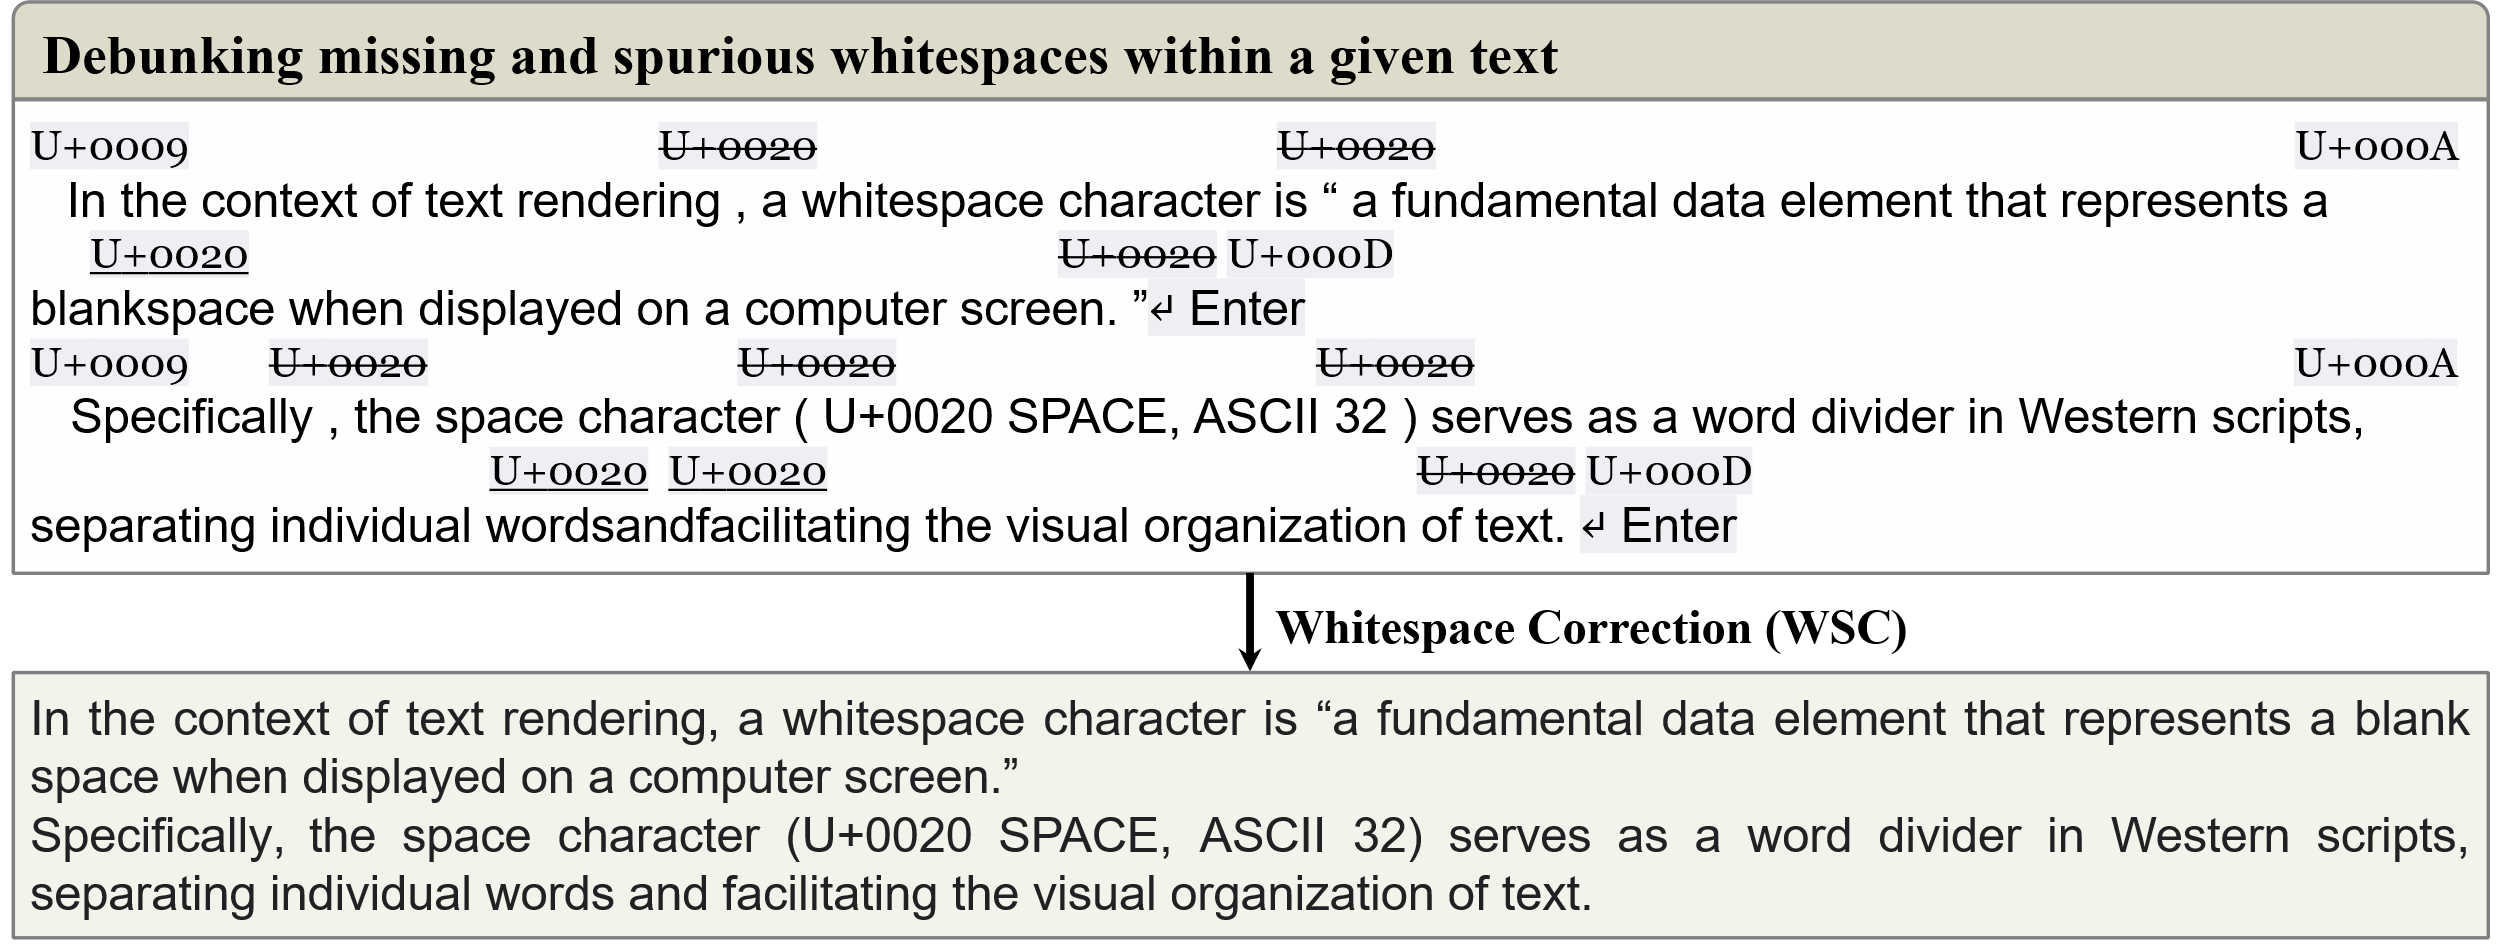 Debunking missing and spurious whitespaces within a given text
U+0009 U+0020 U+0020 U+000A
In the context of text rendering , a whitespace character is “ a fundamental data element that represents a
U+0020 U+0020 U+000D
blankspace when displayed on a computer screen. ”↵ Enter
U+0009 U+0020 U+0020 U+0020 U+000A
Specifically , the space character ( U+0020 SPACE, ASCII 32 ) serves as a word divider in Western scripts,
U+0020 U+0020 U+0020 U+000D
separating individual wordsandfacilitating the visual organization of text. ↵ Enter
Whitespace Correction (WSC)
In the context of text rendering, a whitespace character is “a fundamental data element that represents a blank
space when displayed on a computer screen.”
Specifically, the space character (U+0020 SPACE, ASCII 32) serves as a word divider in Western scripts,
separating individual words and facilitating the visual organization of text.